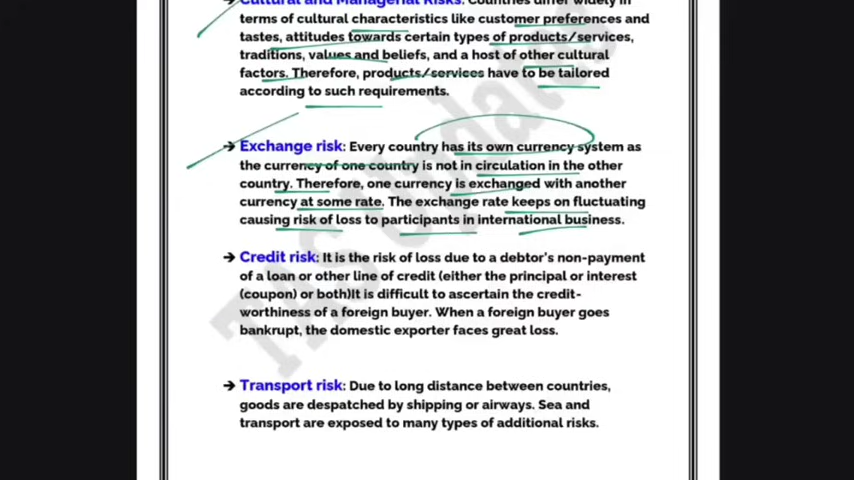 Cultural and Managerial Risks: Countries differ widely in
terms of cultural characteristics like customer preferences and
tastes, attitudes towards certain types of products/services,
traditions, values and beliefs, and a host of other cultural
factors. Therefore, products/services have to be tailored
according to such requirements.
→ Exchange risk: Every country has its own currency system as
the currency of one country is not in circulation in the other
country. Therefore, one currency is exchanged with another
currency at some rate. The exchange rate keeps on fluctuating
causing risk of loss to participants in international business.
→ Credit risk: It is the risk of loss due to a debtor's non-payment
of a loan or other line of credit (either the principal or interest
(coupon) or both)It is difficult to ascertain the credit-
worthiness of a foreign buyer. When a foreign buyer goes
bankrupt, the domestic exporter faces great loss.
→ Transport risk: Due to long distance between countries,
goods are despatched by shipping or airways. Sea and
transport are exposed to many types of additional risks.
TAS Updates